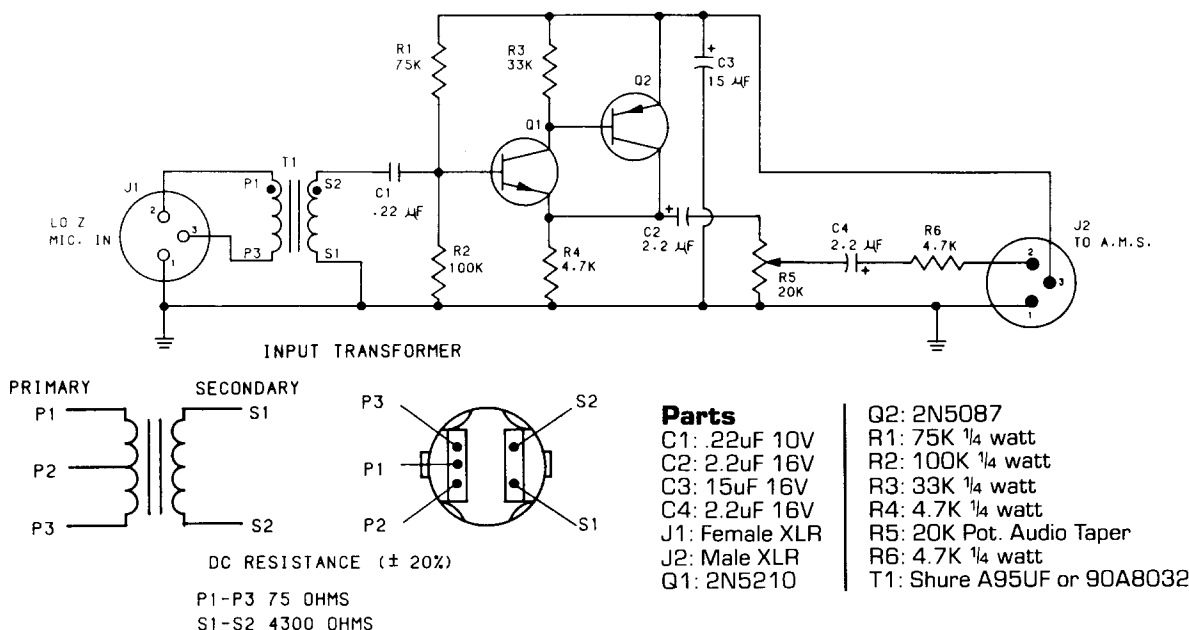 R1
75K
R3
33K
Q2
+
C3
15 µF
Q1
T1
P1
S2
J1
C1
.22 µF
LO Z
MIC. IN
2
3
1
P3
S1
R2
100K
R4
4.7K
+
C2
2.2 µF
R5
20K
C4
2.2 µF
+
R6
4.7K
J2
TO A.M.S.
2
3
1
INPUT TRANSFORMER
PRIMARY
SECONDARY
P1
S1
P2
P3
S2
P3
S2
P1
P2
S1
DC RESISTANCE (± 20%)
P1-P3 75 OHMS
S1-S2 4300 OHMS
Parts
C1: .22uF 10V
C2: 2.2uF 16V
C3: 15uF 16V
C4: 2.2uF 16V
J1: Female XLR
J2: Male XLR
Q1: 2N5210
Q2: 2N5087
R1: 75K 1/4 watt
R2: 100K 1/4 watt
R3: 33K 1/4 watt
R4: 4.7K 1/4 watt
R5: 20K Pot. Audio Taper
R6: 4.7K 1/4 watt
T1: Shure A95UF or 90A8032